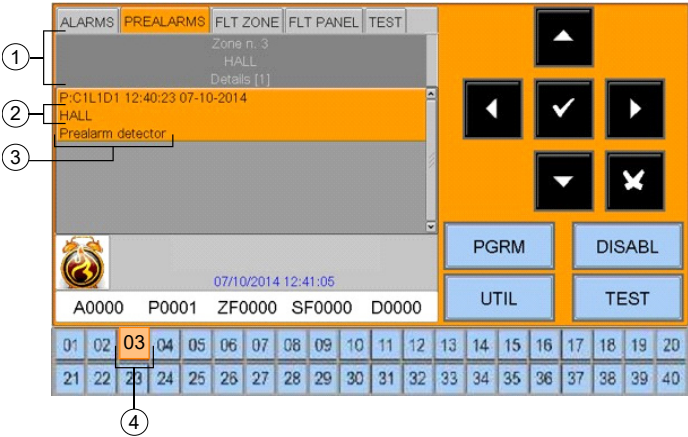 ALARMS PREALARMS FLT ZONE FLT PANEL TEST
Zone n. 3
HALL
Details [1]
1
P:C1L1D1 12:40:23 07-10-2014
HALL
Prealarm detector
2
3
PGRM DISABL
07/10/2014 12:41:05
UTIL TEST
A0000 P0001 ZF0000 SF0000 D0000
01 02 03 04 05 06 07 08 09 10 11 12 13 14 15 16 17 18 19 20
21 22 23 24 25 26 27 28 29 30 31 32 33 34 35 36 37 38 39 40
4